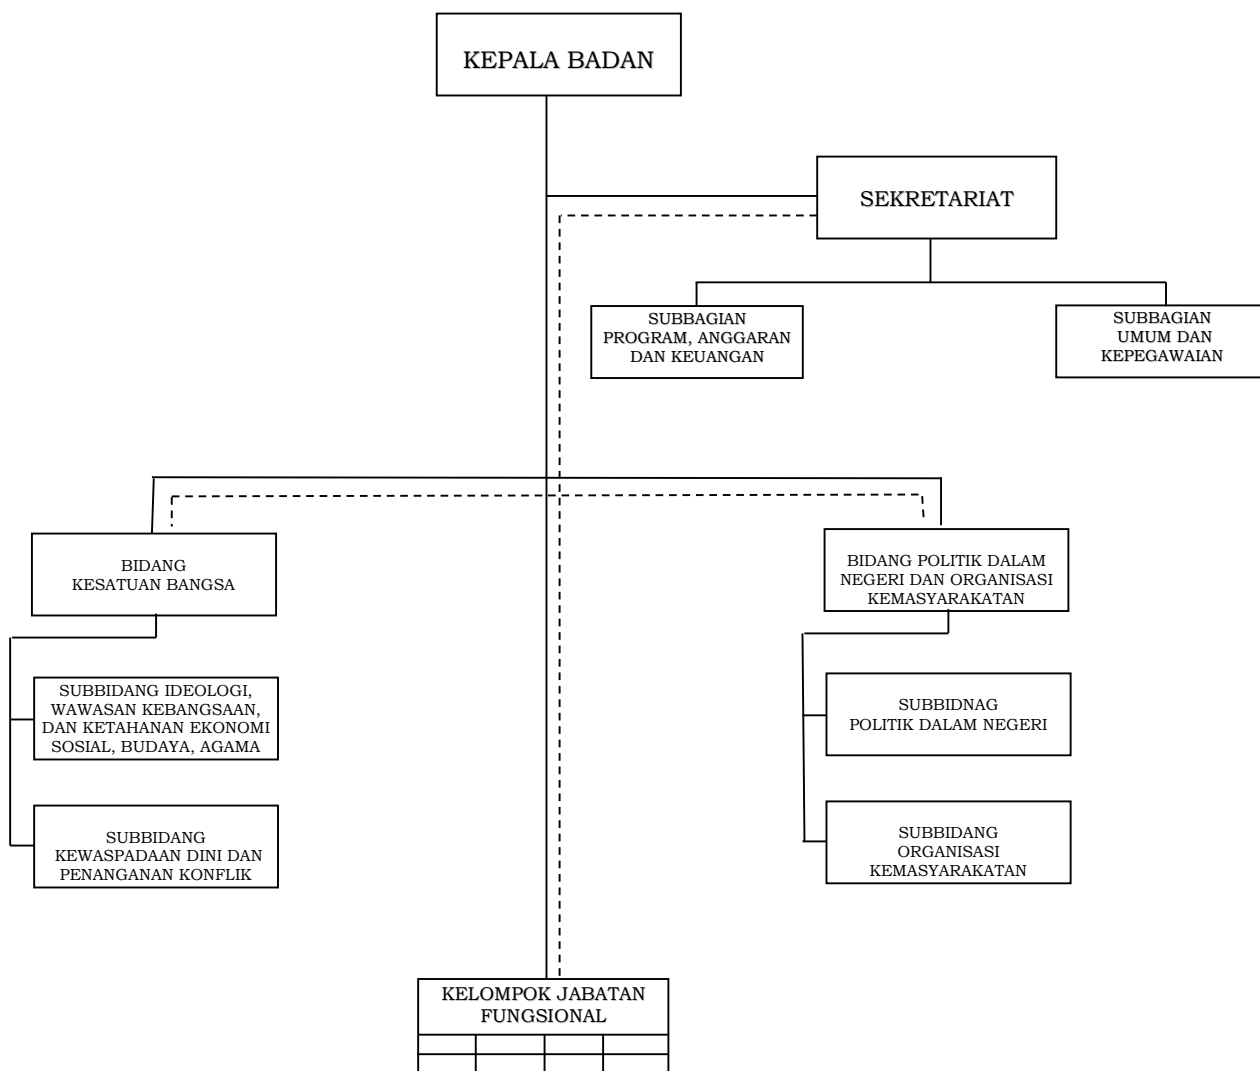 KEPALA BADAN
SEKRETARIAT
SUBBAGIAN
PROGRAM, ANGGARAN
DAN KEUANGAN
SUBBAGIAN
UMUM DAN
KEPEGAWAIAN
BIDANG
KESATUAN BANGSA
BIDANG POLITIK DALAM
NEGERI DAN ORGANISASI
KEMASYARAKATAN
SUBBIDANG IDEOLOGI,
WAWASAN KEBANGSAAN,
DAN KETAHANAN EKONOMI
SOSIAL, BUDAYA, AGAMA
SUBBIDNAG
POLITIK DALAM NEGERI
SUBBIDANG
KEWASPADAAN DINI DAN
PENANGANAN KONFLIK
SUBBIDANG
ORGANISASI
KEMASYARAKATAN
KELOMPOK JABATAN
FUNGSIONAL